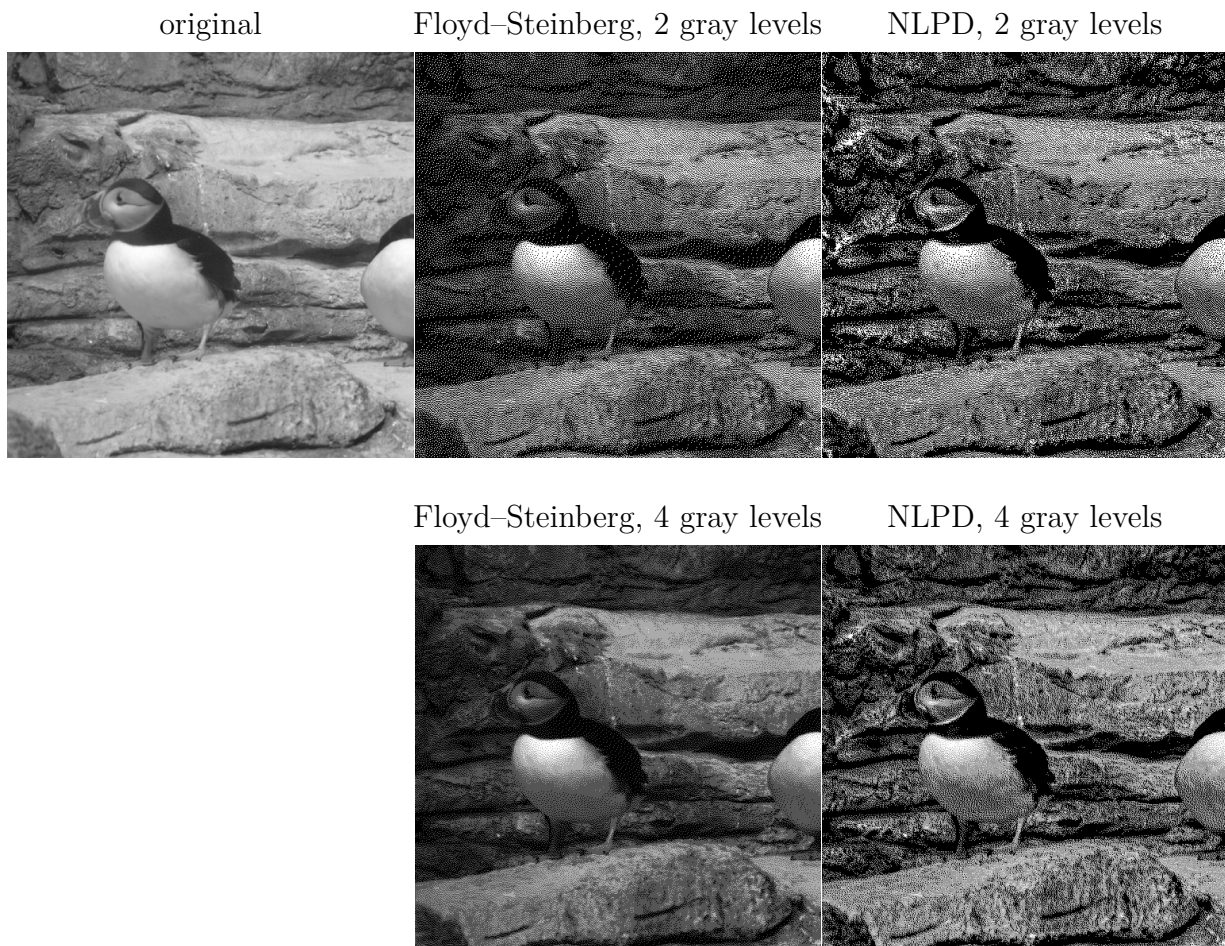 original
Floyd–Steinberg, 2 gray levels
NLPD, 2 gray levels
Floyd–Steinberg, 4 gray levels
NLPD, 4 gray levels